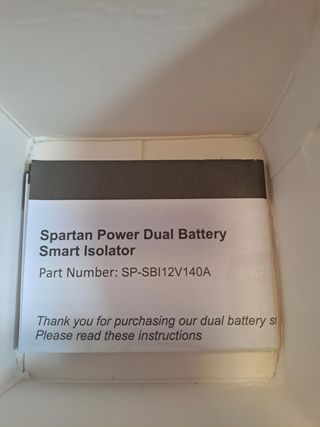 Spartan Power Dual Battery
Smart Isolator
Part Number: SP-SBI12V140A
Thank you for purchasing our dual battery
Please read these instructions